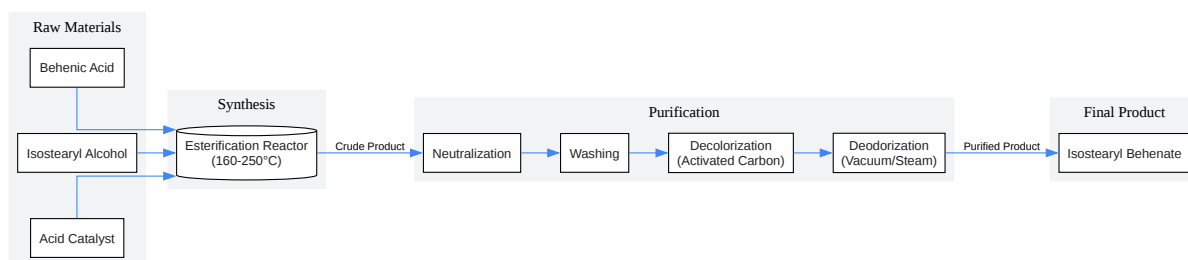 Raw Materials
Behenic Acid
Isostearyl Alcohol
Acid Catalyst
Synthesis
Esterification Reactor
(160-250°C)
Crude Product
Purification
Neutralization
Washing
Decolorization
(Activated Carbon)
Deodorization
(Vacuum/Steam)
Purified Product
Final Product
Isostearyl Behenate